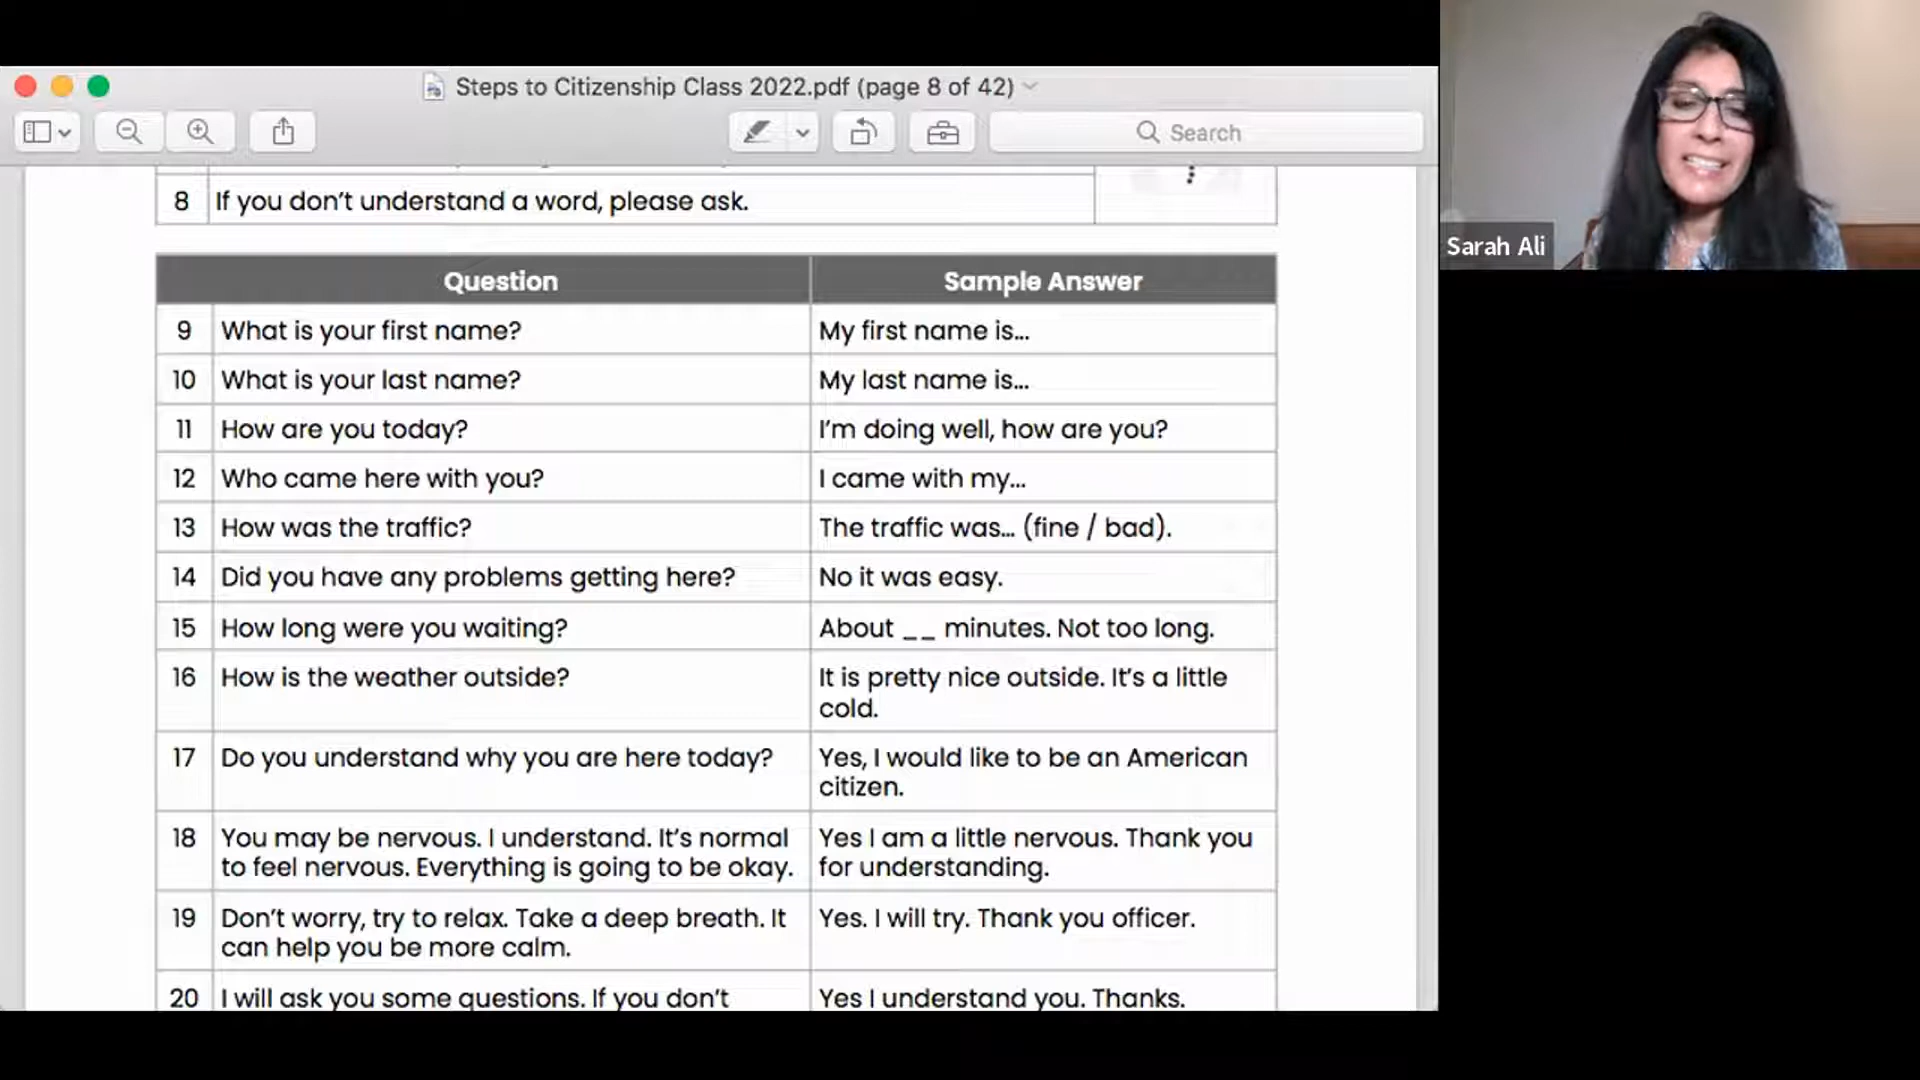 Steps to Citizenship Class 2022.pdf (page 8 of 42)
Search
8 If you don't understand a word, please ask.
Sarah Ali
Question Sample Answer
9 What is your first name? My first name is...
10 What is your last name? My last name is...
11 How are you today? I'm doing well, how are you?
12 Who came here with you? I came with my...
13 How was the traffic? The traffic was... (fine / bad).
14 Did you have any problems getting here? No it was easy.
15 How long were you waiting? About __ minutes. Not too long.
16 How is the weather outside? It is pretty nice outside. It's a little
cold.
17 Do you understand why you are here today? Yes, I would like to be an American
citizen.
18 You may be nervous. I understand. It's normal Yes I am a little nervous. Thank you
to feel nervous. Everything is going to be okay. for understanding.
19 Don't worry, try to relax. Take a deep breath. It Yes. I will try. Thank you officer.
can help you be more calm.
20 I will ask you some questions. If you don't Yes I understand you. Thanks.